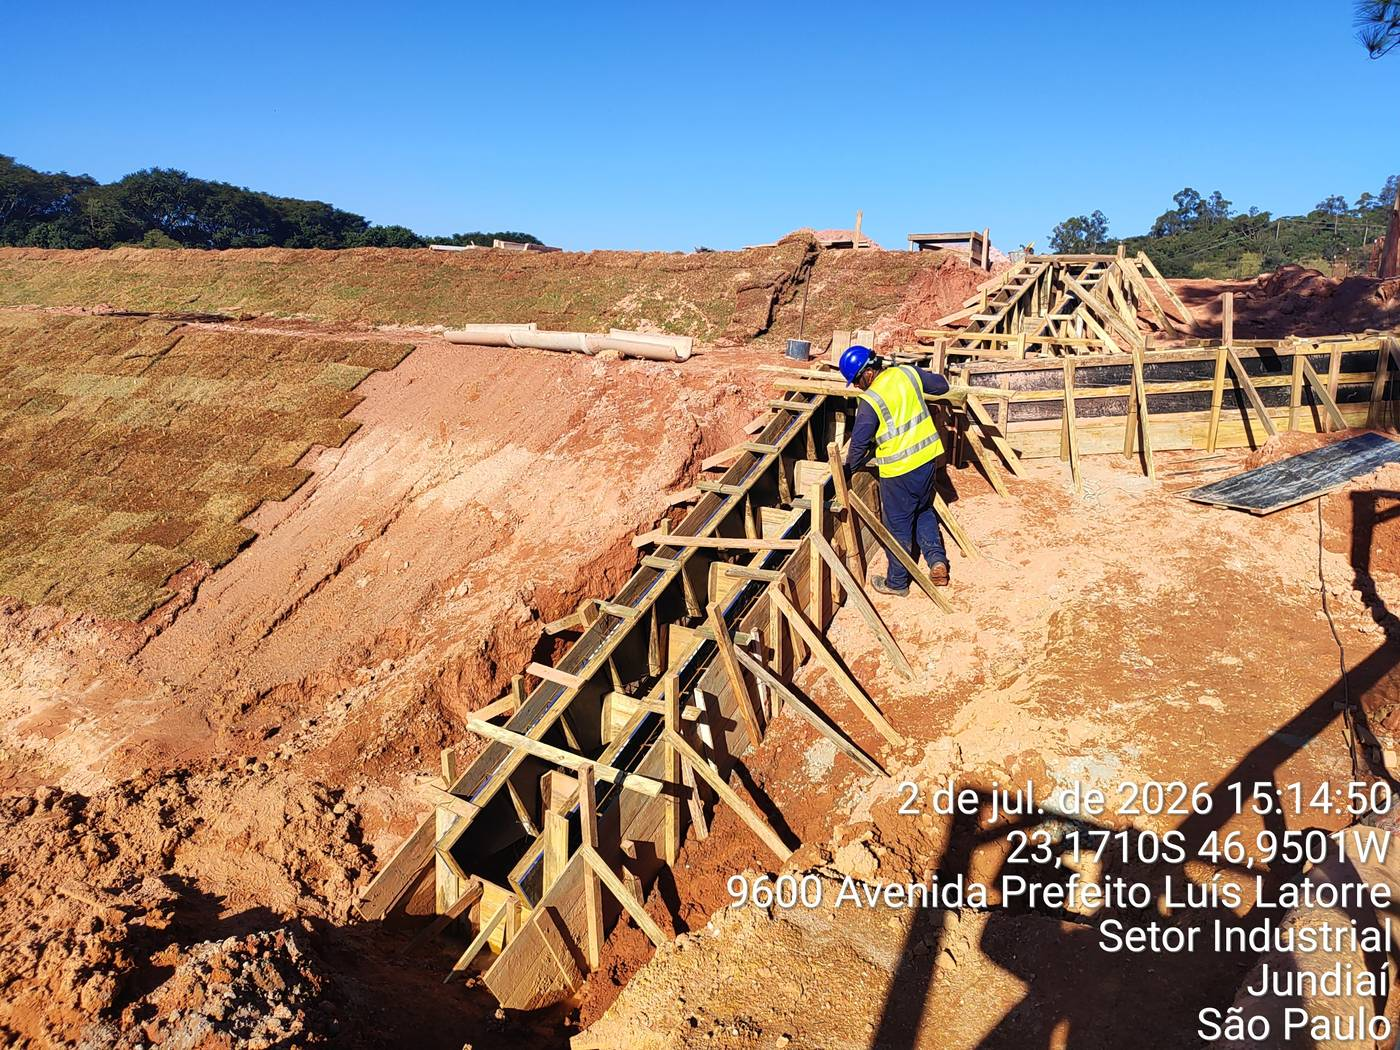 2 de jul. de 2026 15:14:50
23,1710S 46,9501W
9600 Avenida Prefeito Luís Latorre
Setor Industrial
Jundiaí
São Paulo